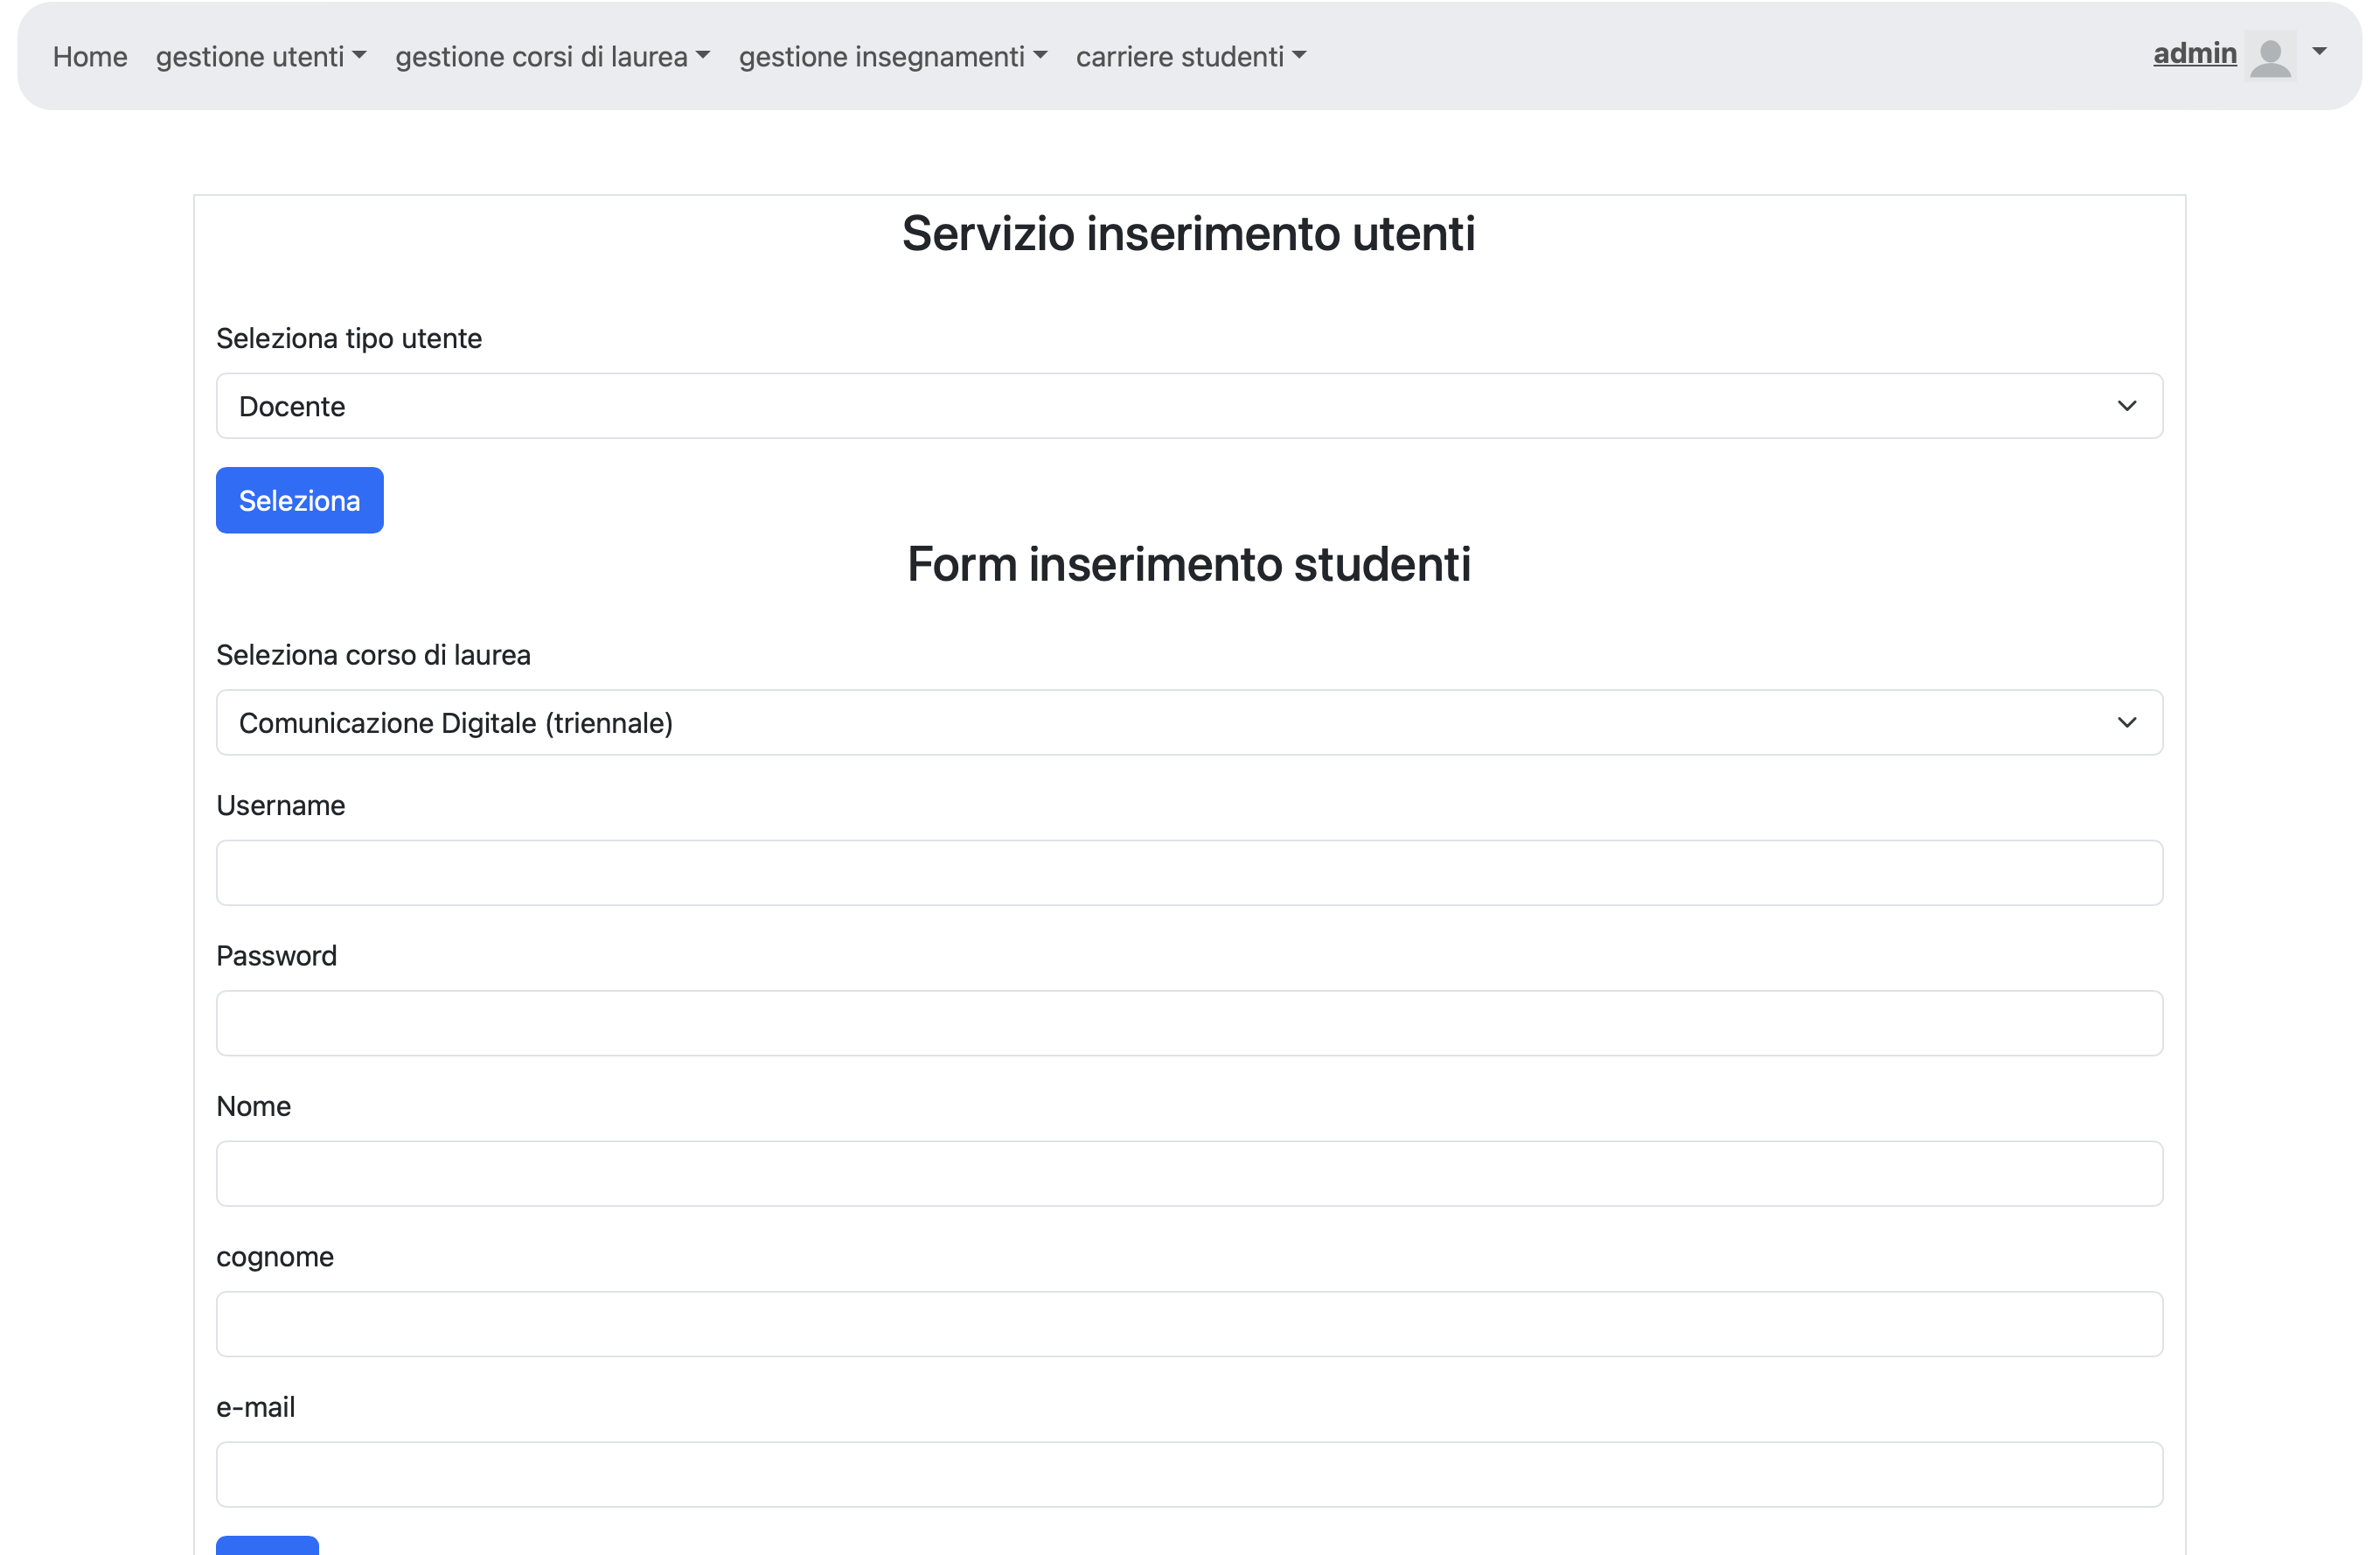 Home gestione utenti gestione corsi di laurea gestione insegnamenti carriere studenti admin
Servizio inserimento utenti
Seleziona tipo utente
Docente
Seleziona
Form inserimento studenti
Seleziona corso di laurea
Comunicazione Digitale (triennale)
Username
Password
Nome
cognome
e-mail